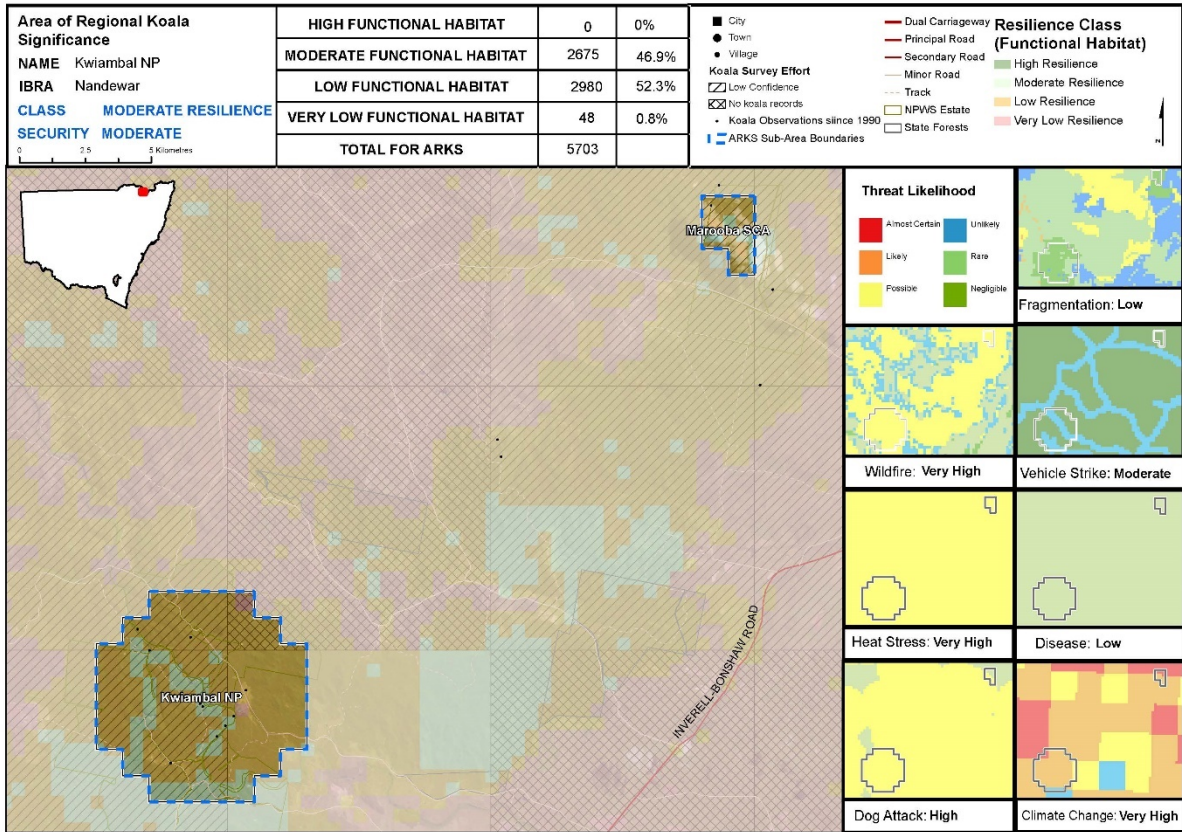 Area of Regional Koala
Significance
NAME Kwiambal NP
IBRA Nandewar
CLASS MODERATE RESILIENCE
SECURITY MODERATE
0 2.5 5 Kilometres
HIGH FUNCTIONAL HABITAT 0 0%
MODERATE FUNCTIONAL HABITAT 2675 46.9%
LOW FUNCTIONAL HABITAT 2980 52.3%
VERY LOW FUNCTIONAL HABITAT 48 0.8%
TOTAL FOR ARKS 5703
City
Town
Village
Koala Survey Effort
Low Confidence
No koala records
Koala Observations siince 1990
ARKS Sub-Area Boundaries
Dual Carriageway
Principal Road
Secondary Road
Minor Road
Track
NPWS Estate
State Forests
Resilience Class
(Functional Habitat)
High Resilience
Moderate Resilience
Low Resilience
Very Low Resilience
N
Marooba SCA
Kwiambal NP
INVERELL-BONSHAW ROAD
Threat Likelihood
Almost Certain Unlikely
Likely Rare
Possible Negligible
Fragmentation: Low
Wildfire: Very High
Vehicle Strike: Moderate
Heat Stress: Very High
Disease: Low
Dog Attack: High
Climate Change: Very High